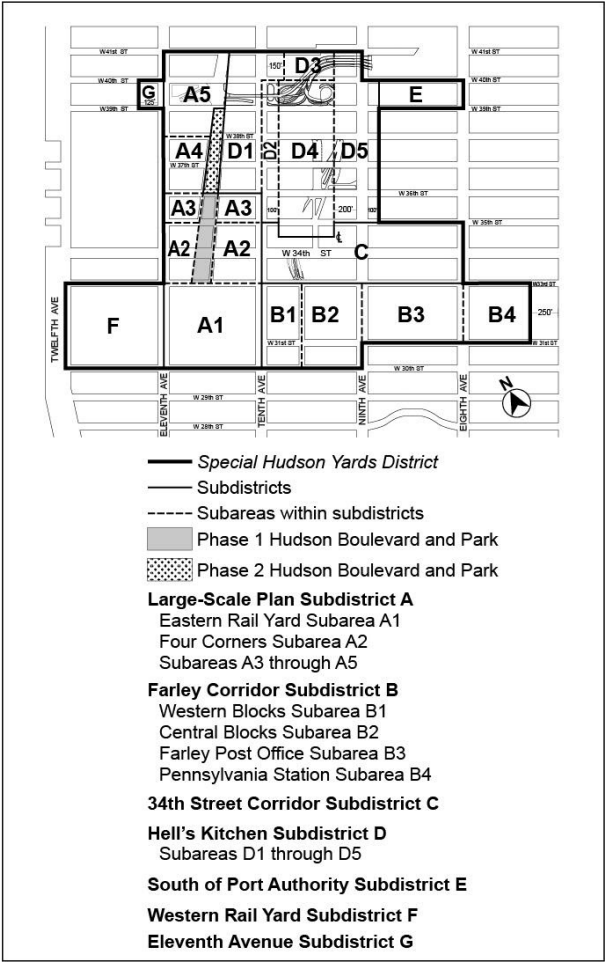 W 41st ST
W 41st ST
150'
D3
W 40th ST
W 40th ST
G
A5
E
125'
W 39th ST
W 39th ST
W 38th ST
A4
D1
D2
D4
D5
W 37th ST
W 36th ST
A3
A3
100'
200'
100'
W 35th ST
A2
A2
W 34th ST
℄
C
W 33rd ST
F
A1
B1
B2
B3
B4
250'
W 31st ST
W 31st ST
W 30th ST
W 29th ST
W 28th ST
TWELFTH AVE
ELEVENTH AVE
TENTH AVE
NINTH AVE
EIGHTH AVE
N
Special Hudson Yards District
Subdistricts
Subareas within subdistricts
Phase 1 Hudson Boulevard and Park
Phase 2 Hudson Boulevard and Park
Large-Scale Plan Subdistrict A
Eastern Rail Yard Subarea A1
Four Corners Subarea A2
Subareas A3 through A5
Farley Corridor Subdistrict B
Western Blocks Subarea B1
Central Blocks Subarea B2
Farley Post Office Subarea B3
Pennsylvania Station Subarea B4
34th Street Corridor Subdistrict C
Hell's Kitchen Subdistrict D
Subareas D1 through D5
South of Port Authority Subdistrict E
Western Rail Yard Subdistrict F
Eleventh Avenue Subdistrict G